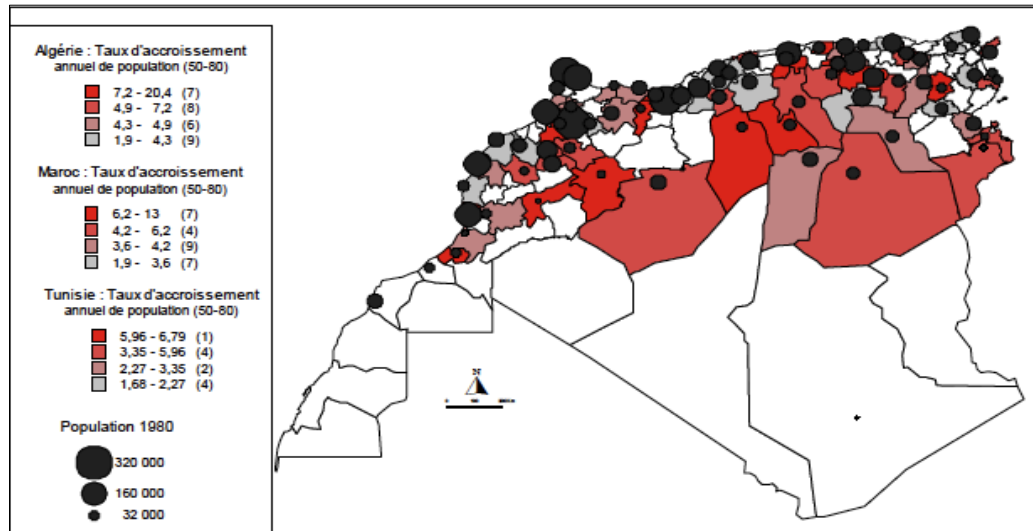 Algérie : Taux d'accroissement
annuel de population (50-80)
7,2 - 20,4 (7)
4,9 - 7,2 (8)
4,3 - 4,9 (6)
1,9 - 4,3 (9)
Maroc : Taux d'accroissement
annuel de population (50-80)
6,2 - 13 (7)
4,2 - 6,2 (4)
3,6 - 4,2 (9)
1,9 - 3,6 (7)
Tunisie : Taux d'accroissement
annuel de population (50-80)
5,96 - 6,79 (1)
3,35 - 5,96 (4)
2,27 - 3,35 (2)
1,68 - 2,27 (4)
Population 1980
320 000
160 000
32 000
N